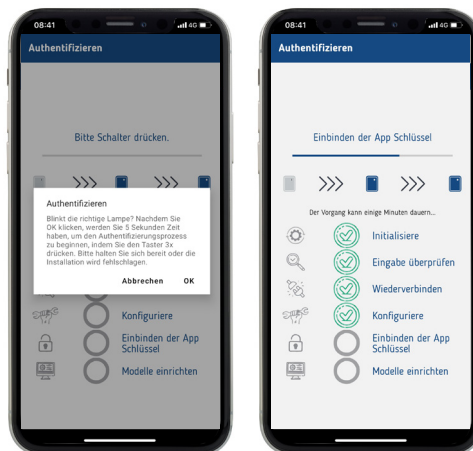 08:41
4G
Authentifizieren
Bitte Schalter drücken.
Authentifizieren
Blinkt die richtige Lampe? Nachdem Sie
OK klicken, werden Sie 5 Sekunden Zeit
haben, um den Authentifizierungsprozess
zu beginnen, indem Sie den Taster 3x
drücken. Bitte halten Sie sich bereit oder die
Installation wird fehlschlagen.
Abbrechen OK
Konfiguriere
Einbinden der App
Schlüssel
Modelle einrichten
08:41
4G
Authentifizieren
Einbinden der App Schlüssel
Der Vorgang kann einige Minuten dauern...
Initialisiere
Eingabe überprüfen
Wiederverbinden
Konfiguriere
Einbinden der App
Schlüssel
Modelle einrichten